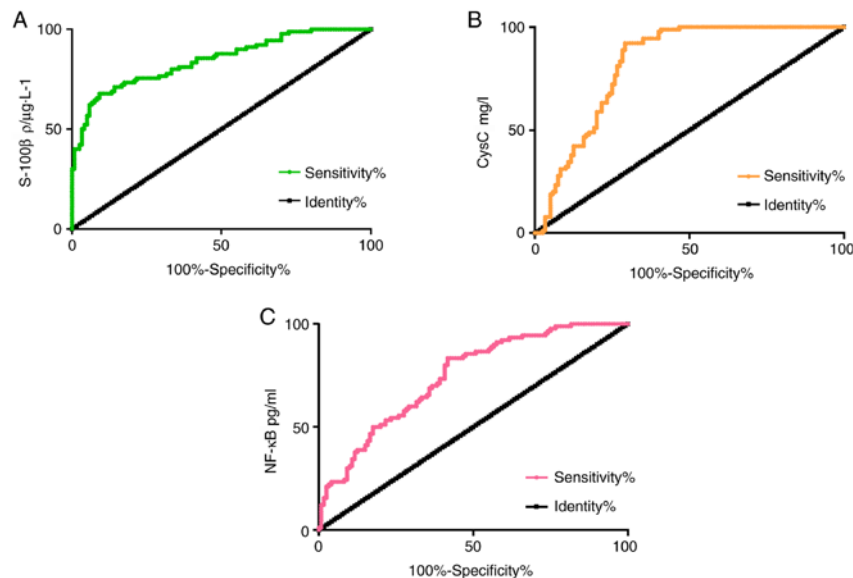 A
S-100β ρ/µg·L-1
100
50
0
0
50
100
100%-Specificity%
Sensitivity%
Identity%
B
CysC mg/l
100
50
0
0
50
100
100%-Specificity%
Sensitivity%
Identity%
C
NF-κB pg/ml
100
50
0
0
50
100
100%-Specificity%
Sensitivity%
Identity%